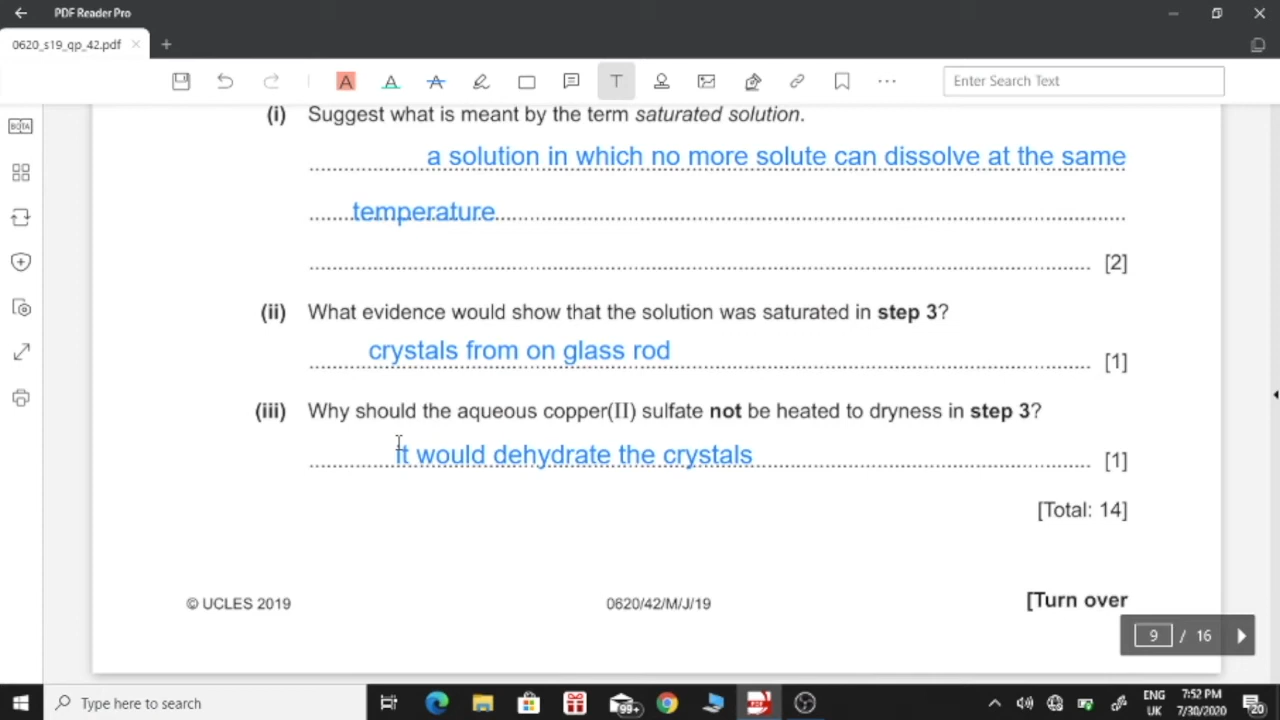 PDF Reader Pro
0620_s19_qp_42.pdf
Enter Search Text
(i) Suggest what is meant by the term saturated solution.
a solution in which no more solute can dissolve at the same
temperature
[2]
(ii) What evidence would show that the solution was saturated in step 3?
crystals from on glass rod
[1]
(iii) Why should the aqueous copper(II) sulfate not be heated to dryness in step 3?
it would dehydrate the crystals
[1]
[Total: 14]
© UCLES 2019
0620/42/M/J/19
[Turn over
9 / 16
Type here to search
99+
ENG
UK
7:52 PM
7/30/2020
20